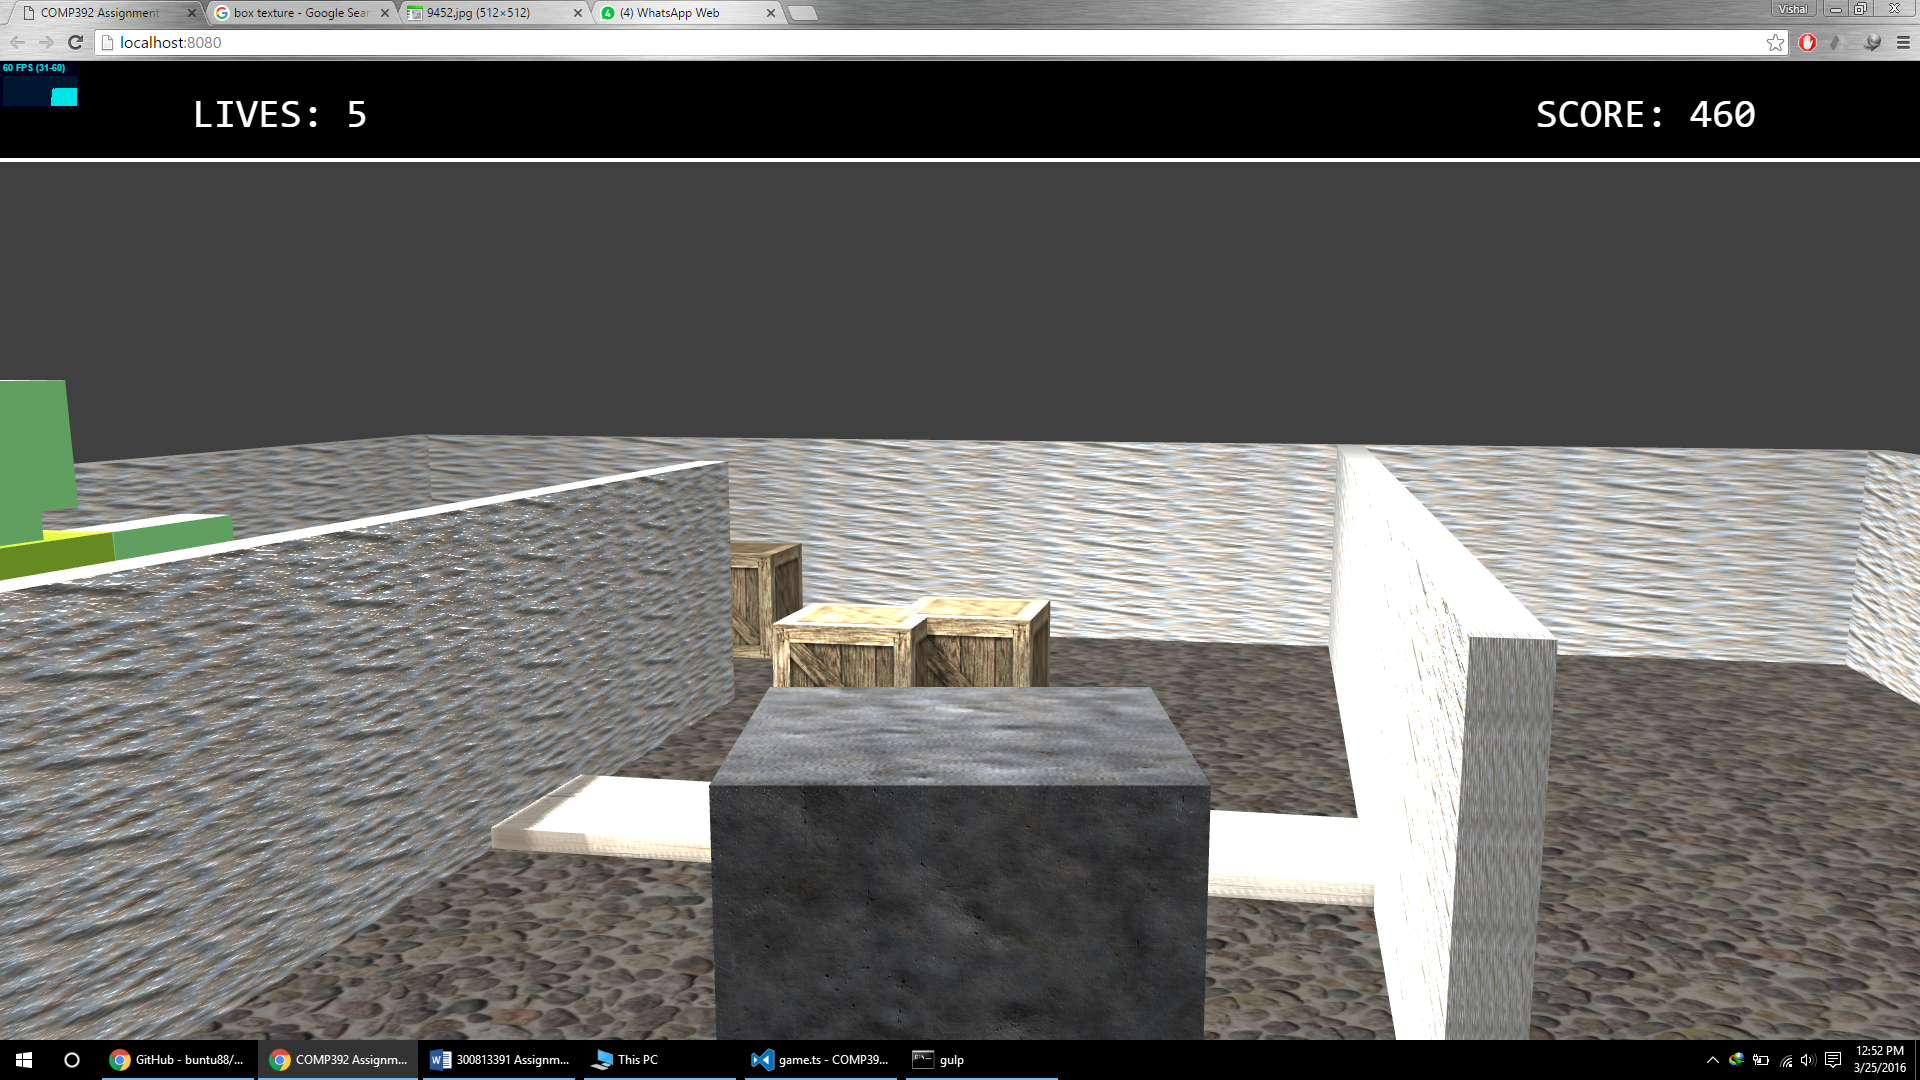 COMP392 Assignment
box texture - Google Sear
9452.jpg (512×512)
(4) WhatsApp Web
Vishal
localhost:8080
60 FPS (31-60)
LIVES: 5
SCORE: 460
GitHub - buntu88/...
COMP392 Assignm...
300813391 Assignm...
This PC
game.ts - COMP39...
gulp
12:52 PM
3/25/2016